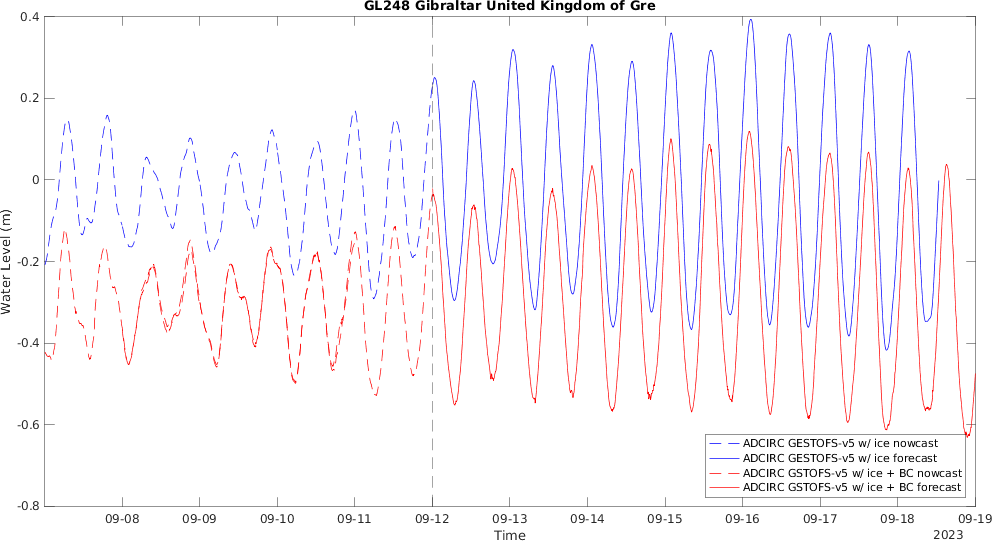 GL248 Gibraltar United Kingdom of Gre
Water Level (m)
0.4
0.2
0
-0.2
-0.4
-0.6
-0.8
ADCIRC GESTOFS-v5 w/ ice nowcast
ADCIRC GESTOFS-v5 w/ ice forecast
ADCIRC GSTOFS-v5 w/ ice + BC nowcast
ADCIRC GSTOFS-v5 w/ ice + BC forecast
09-08 09-09 09-10 09-11 09-12 09-13 09-14 09-15 09-16 09-17 09-18 09-19
Time
2023